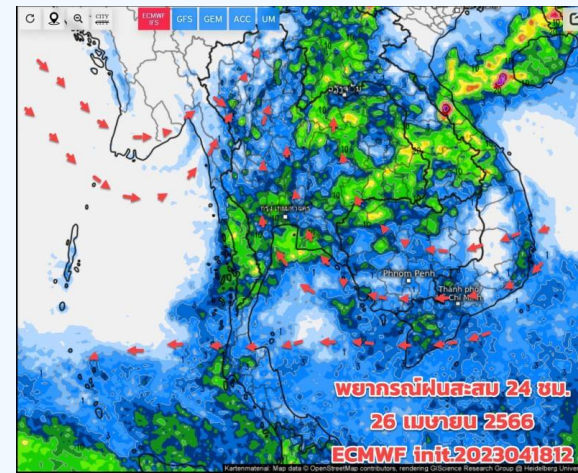 CITY
ECMWF
IFS
GFS
GEM
ACC
UM
Phnom Penh
Thành phố
Chí Minh
พยากรณ์ฝนสะสม 24 ชม.
26 เมษายน 2566
ECMWF init.2023041812
Kartenmaterial Map data © OpenStreetMap contributors, rendering GIScience Research Group @ Heidelberg